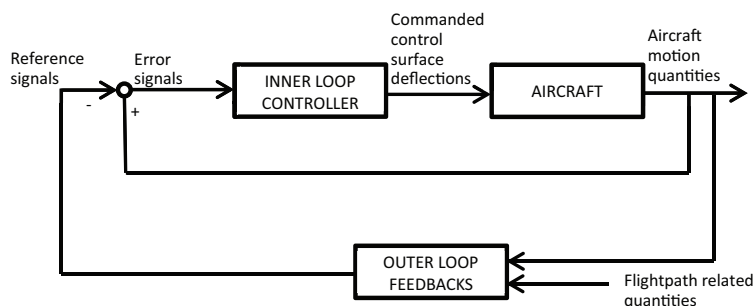 Reference
signals
Error
signals
-
+
INNER LOOP
CONTROLLER
Commanded
control
surface
deflections
AIRCRAFT
Aircraft
motion
quantities
OUTER LOOP
FEEDBACKS
Flightpath related
quantities